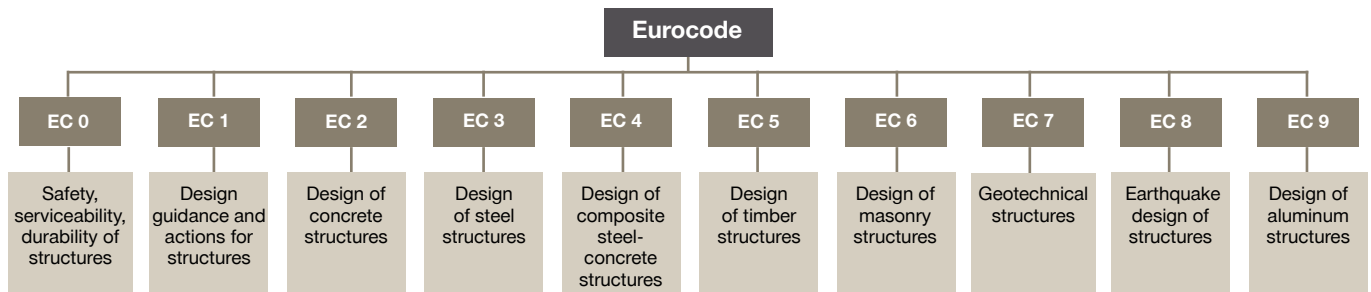 Eurocode
EC 0
EC 1
EC 2
EC 3
EC 4
EC 5
EC 6
EC 7
EC 8
EC 9
Safety,
serviceability,
durability of
structures
Design
guidance and
actions for
structures
Design of
concrete
structures
Design
of steel
structures
Design of
composite
steel-
concrete
structures
Design
of timber
structures
Design of
masonry
structures
Geotechnical
structures
Earthquake
design of
structures
Design of
aluminum
structures